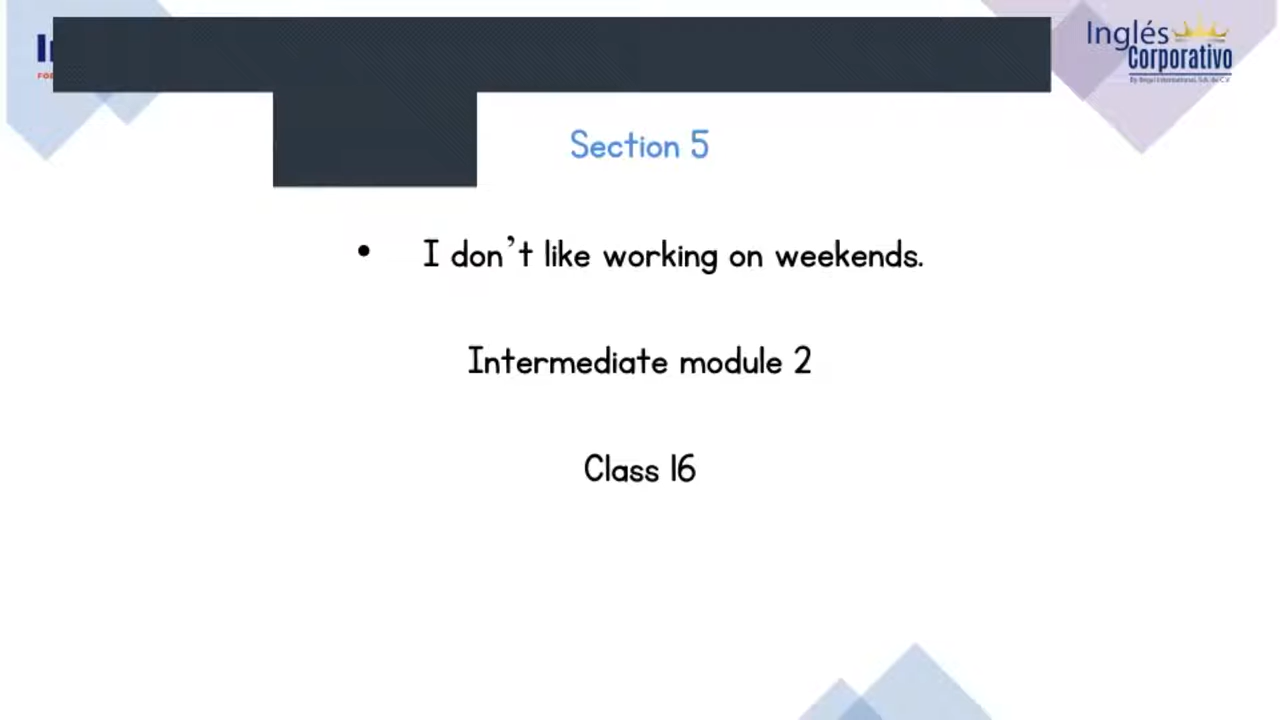 Inglés
Corporativo
Section 5
• I don’t like working on weekends.
Intermediate module 2
Class 16